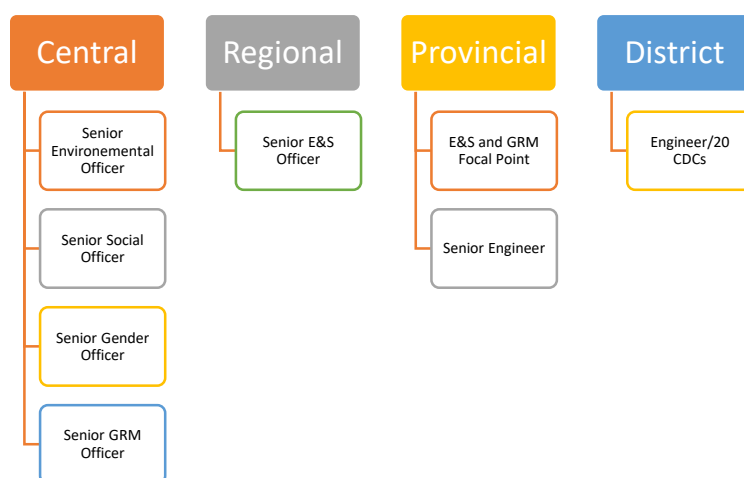 Central
Senior
Environemental
Officer
Senior Social
Officer
Senior Gender
Officer
Senior GRM
Officer
Regional
Senior E&S
Officer
Provincial
E&S and GRM
Focal Point
Senior Engineer
District
Engineer/20
CDCs